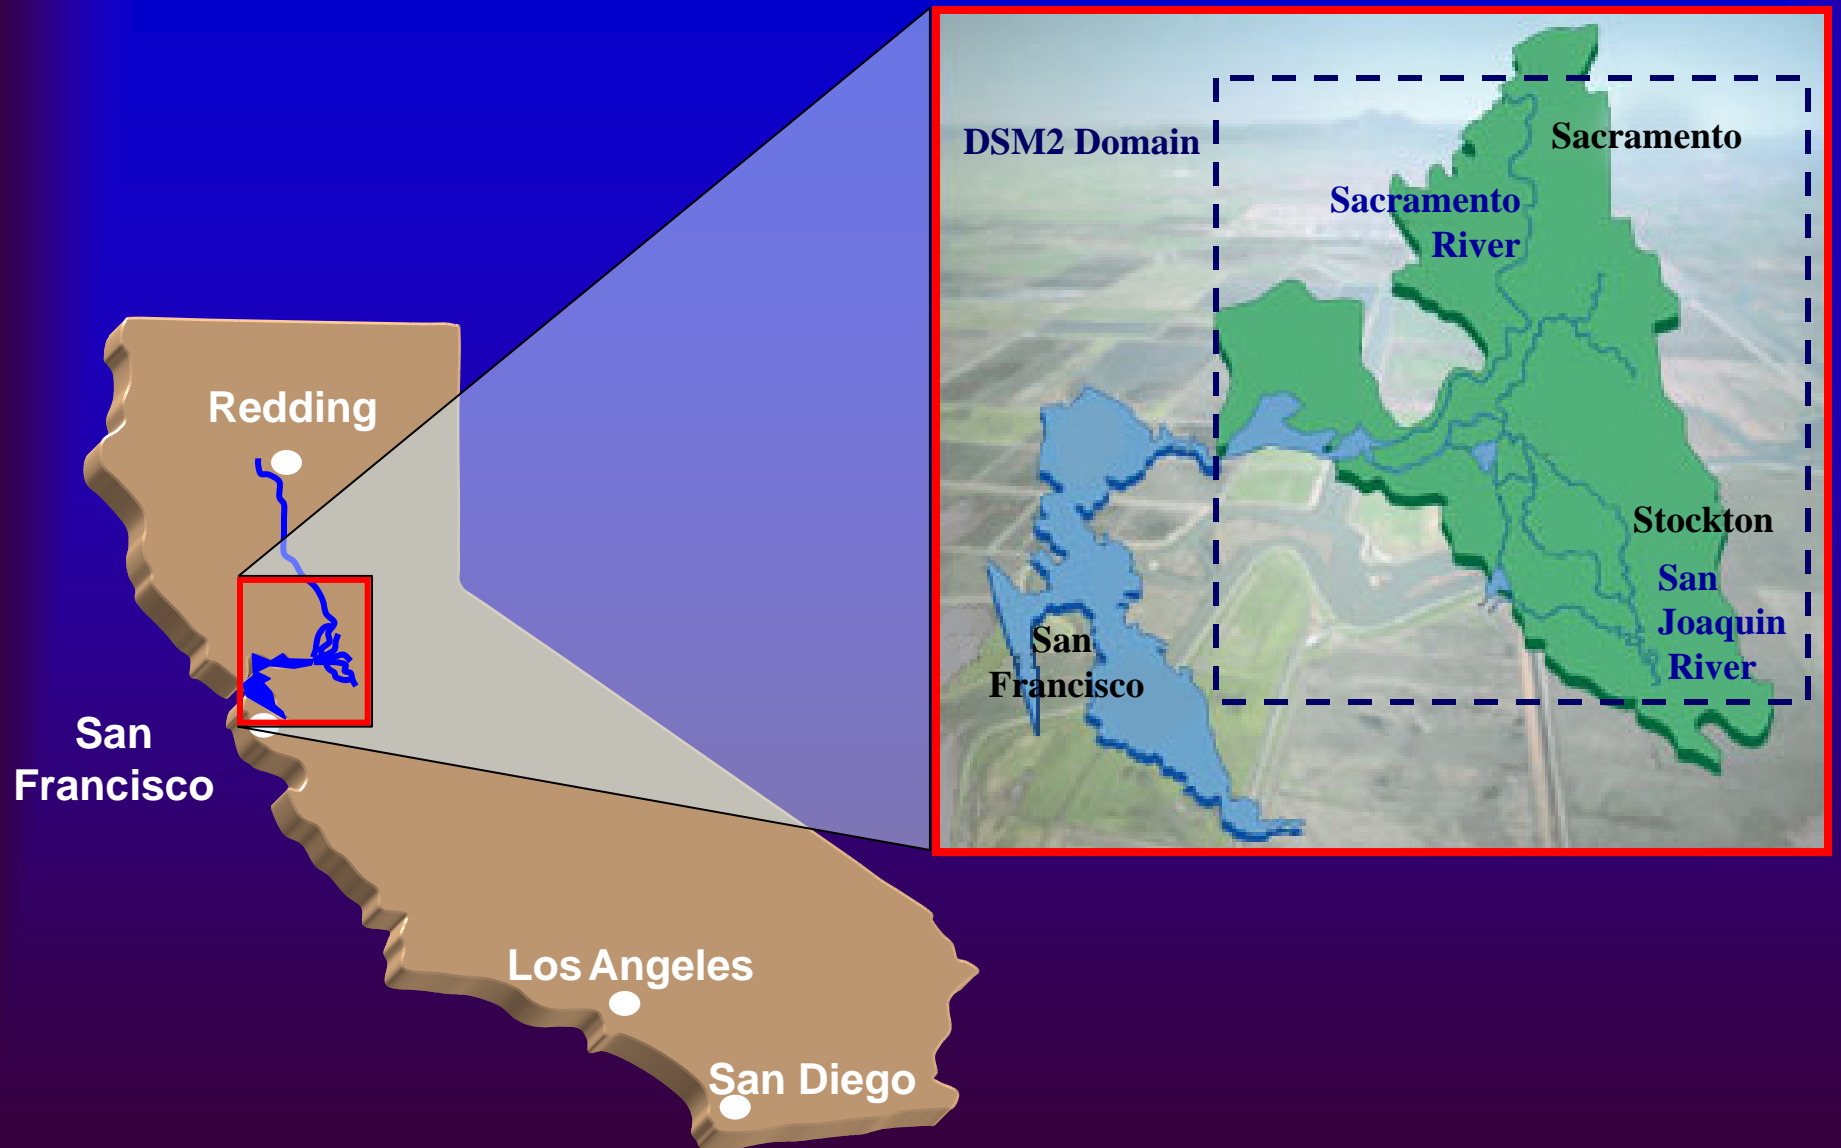 DSM2 Domain
Sacramento
Sacramento
River
Redding
Stockton
San
Joaquin
River
San
Francisco
San
Francisco
Los Angeles
San Diego